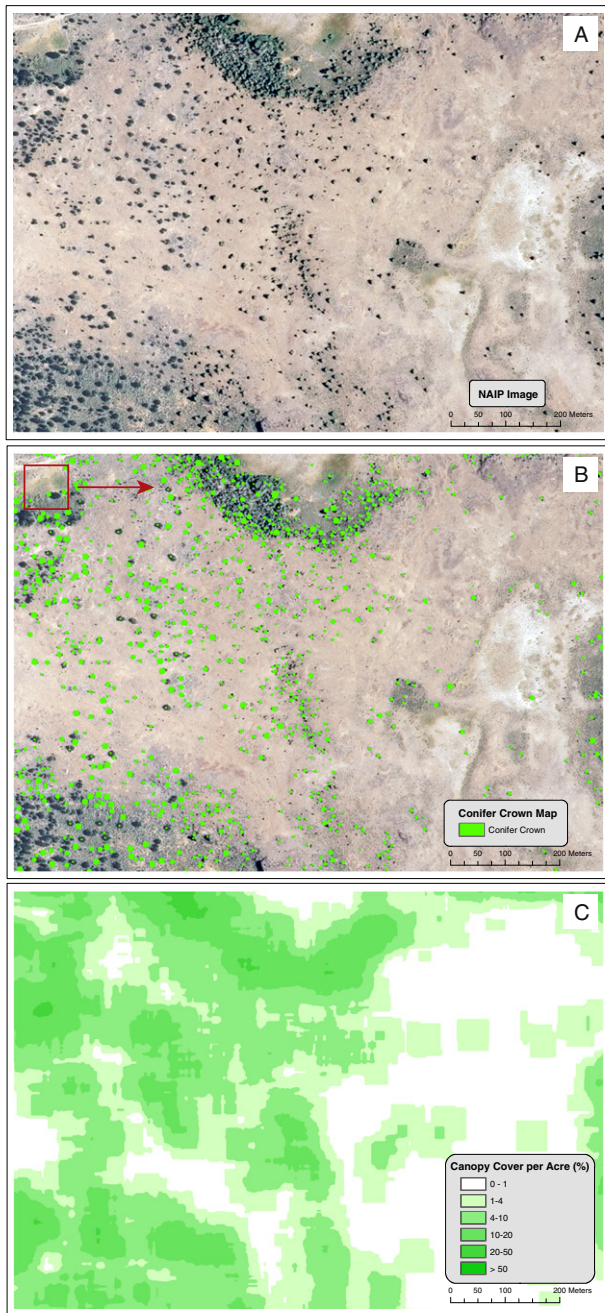 A
NAIP Image
0 50 100 200 Meters
B
Conifer Crown Map
Conifer Crown
0 50 100 200 Meters
C
Canopy Cover per Acre (%)
0 - 1
1-4
4-10
10-20
20-50
> 50
0 50 100 200 Meters